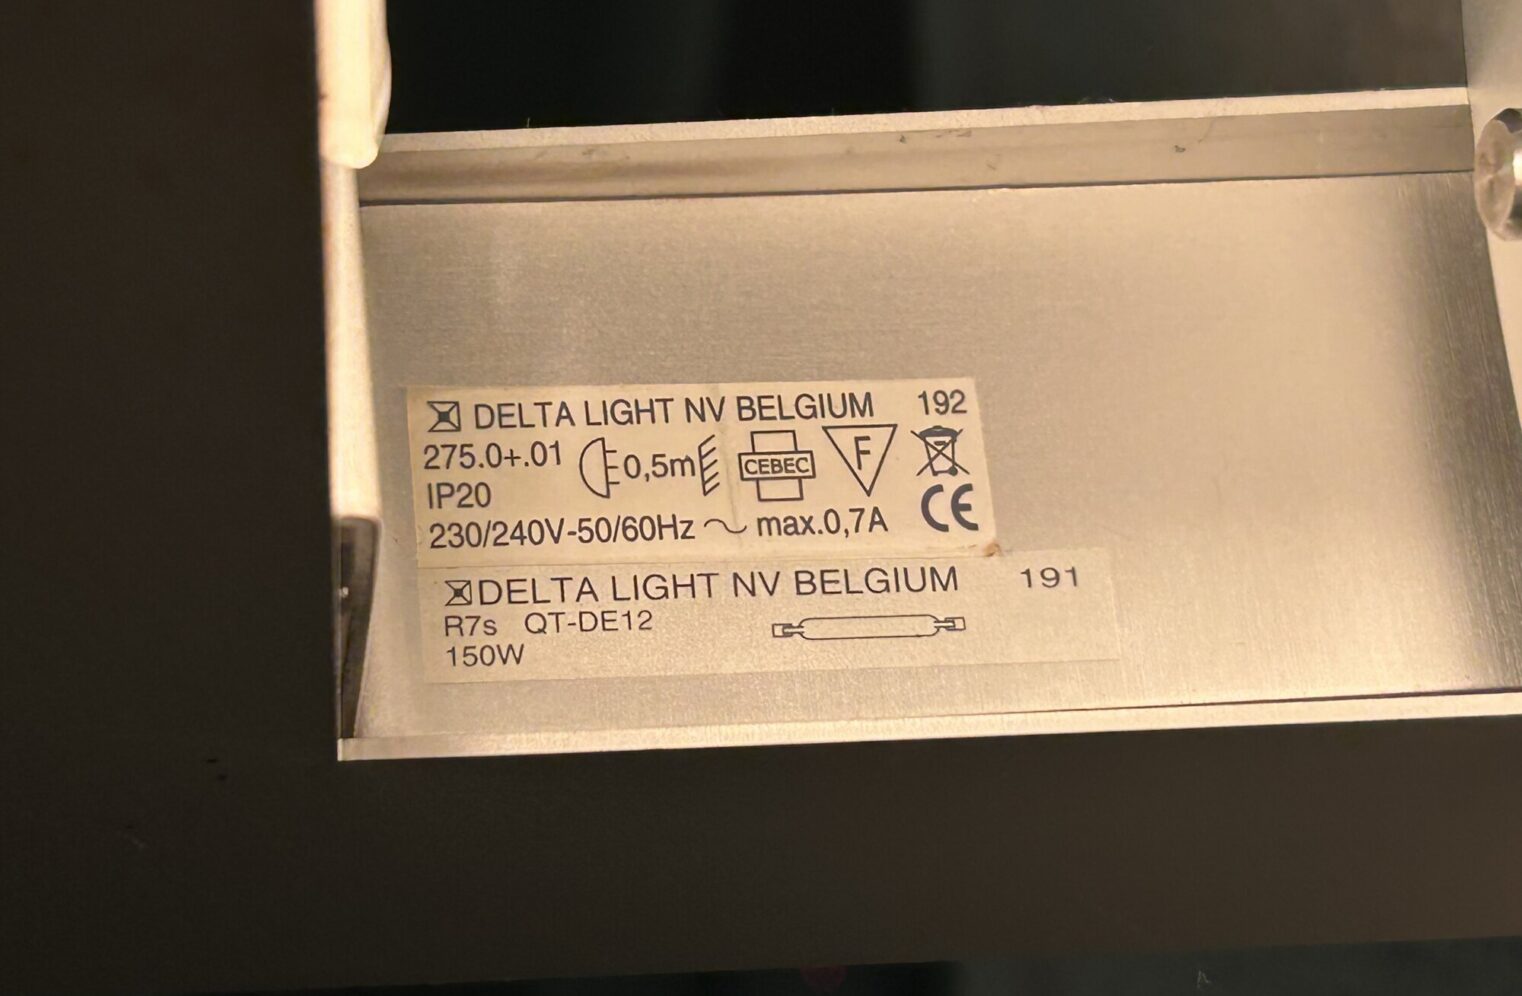 DELTA LIGHT NV BELGIUM 192
275.0+.01 0,5m CEBEC F
IP20
230/240V-50/60Hz ~ max.0,7A CE
DELTA LIGHT NV BELGIUM 191
R7s QT-DE12
150W